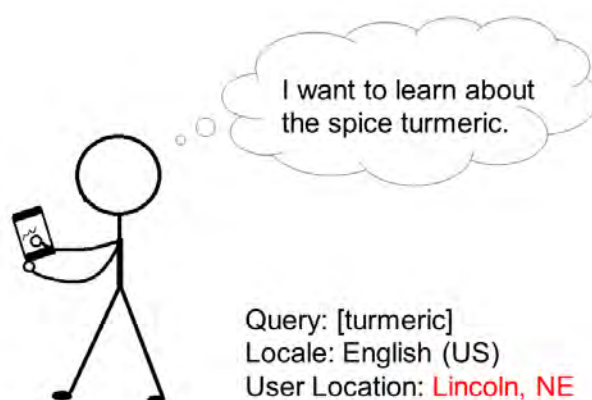 I want to learn about
the spice turmeric.
Query: [turmeric]
Locale: English (US)
User Location: Lincoln, NE